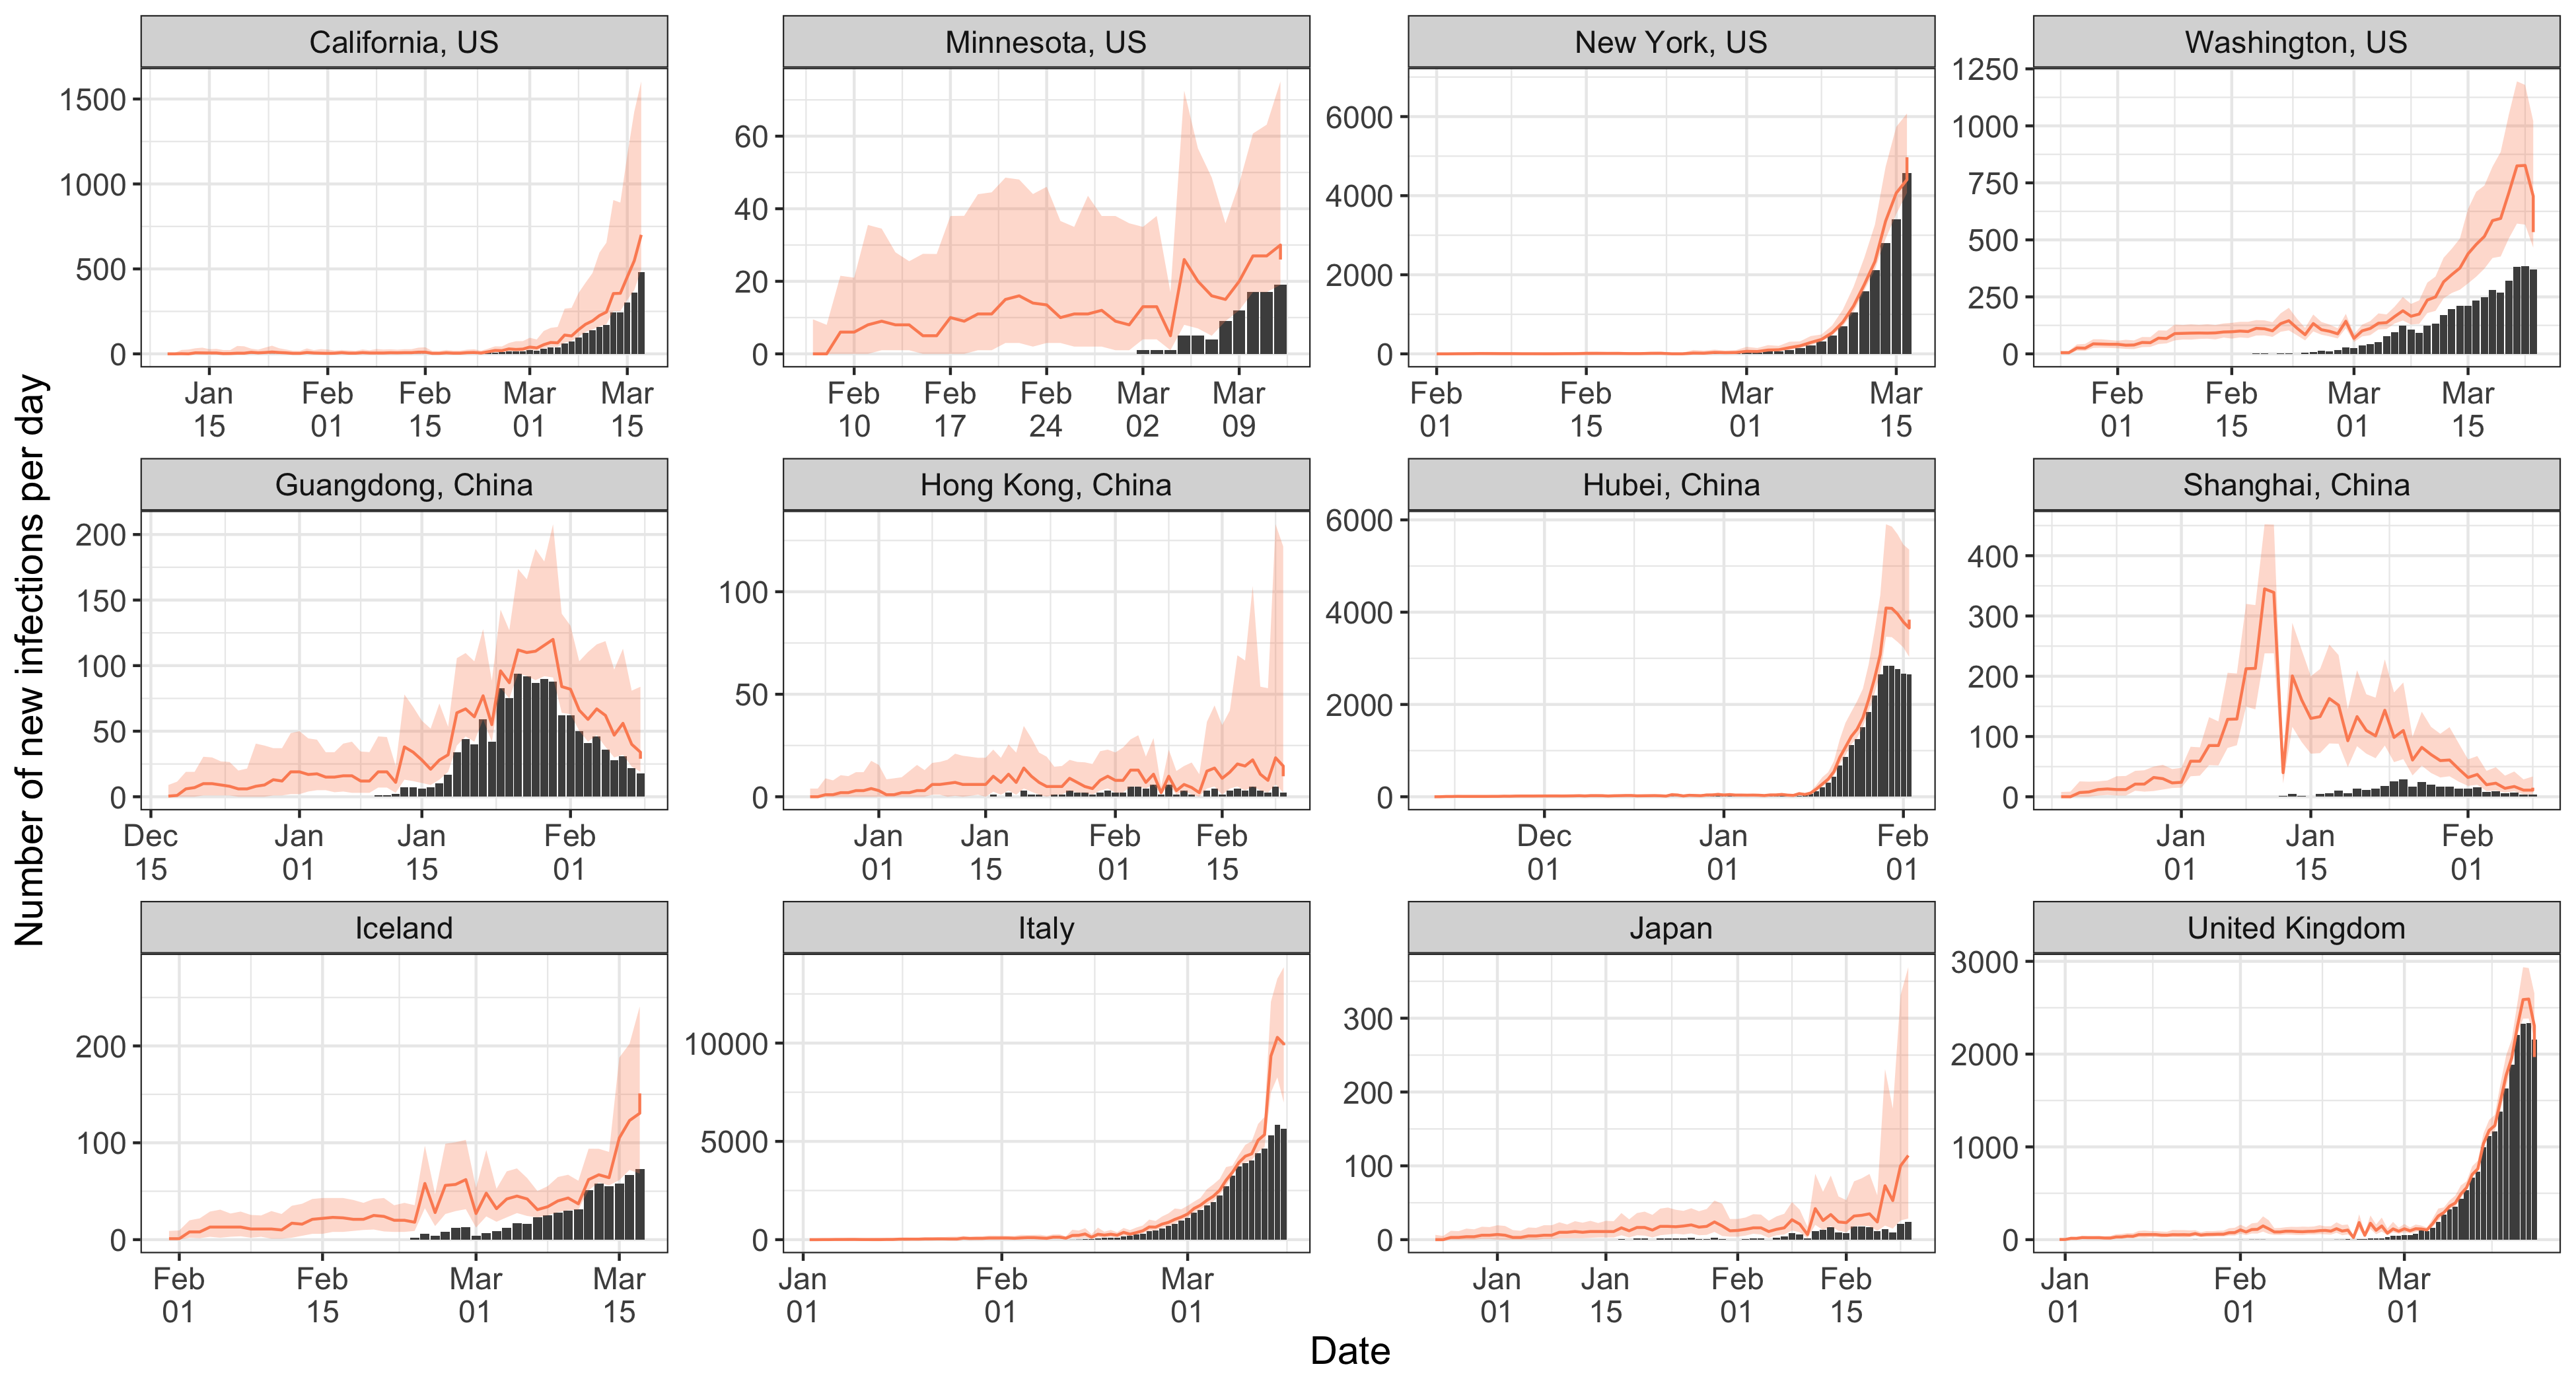 California, US
Minnesota, US
New York, US
Washington, US
1500
1000
500
0
Jan 15
Feb 01
Feb 15
Mar 01
Mar 15
60
40
20
0
Feb 10
Feb 17
Feb 24
Mar 02
Mar 09
6000
4000
2000
0
Feb 01
Feb 15
Mar 01
Mar 15
1250
1000
750
500
250
0
Feb 01
Feb 15
Mar 01
Mar 15
Guangdong, China
Hong Kong, China
Hubei, China
Shanghai, China
200
150
100
50
0
Dec 15
Jan 01
Jan 15
Feb 01
100
50
0
Jan 01
Jan 15
Feb 01
Feb 15
6000
4000
2000
0
Dec 01
Jan 01
Feb 01
400
300
200
100
0
Jan 01
Jan 15
Feb 01
Iceland
Italy
Japan
United Kingdom
200
100
0
Feb 01
Feb 15
Mar 01
Mar 15
10000
5000
0
Jan 01
Feb 01
Mar 01
300
200
100
0
Jan 01
Jan 15
Feb 01
Feb 15
3000
2000
1000
0
Jan 01
Feb 01
Mar 01
Number of new infections per day
Date